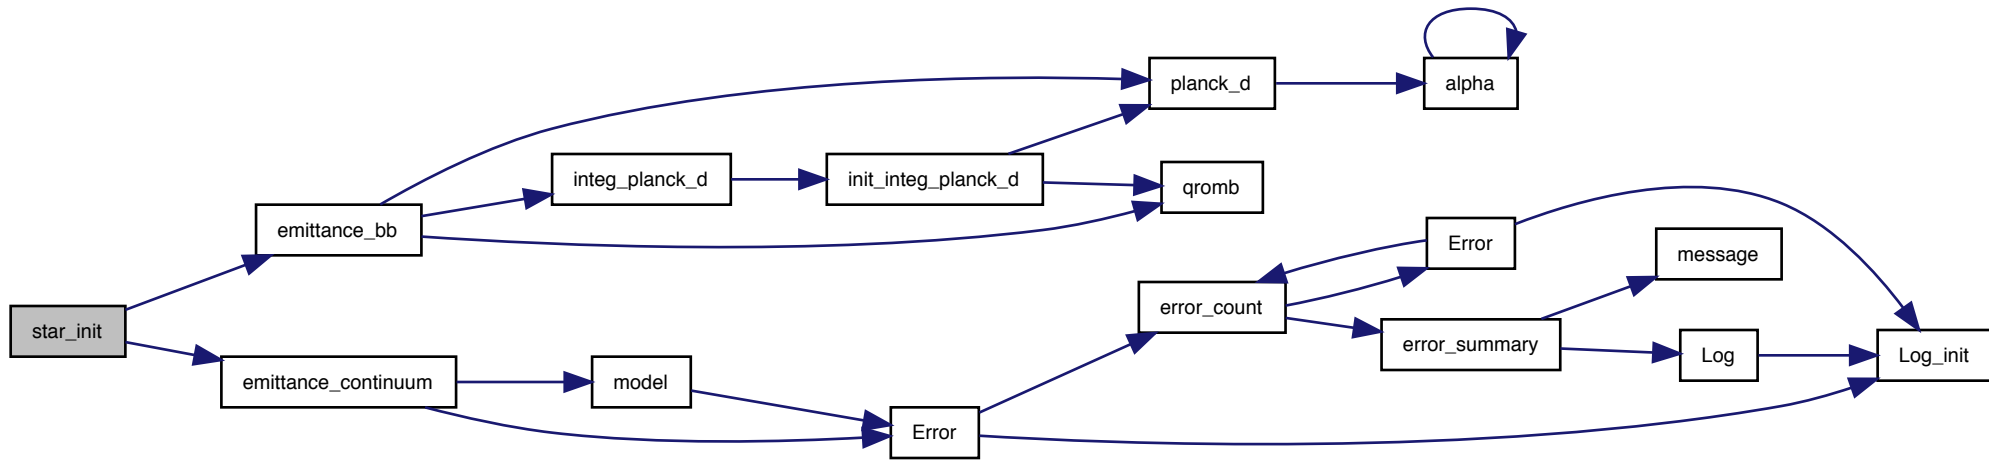 star_init
emittance_bb
emittance_continuum
integ_planck_d
model
init_integ_planck_d
Error
planck_d
qromb
error_count
alpha
Error
error_summary
message
Log
Log_init